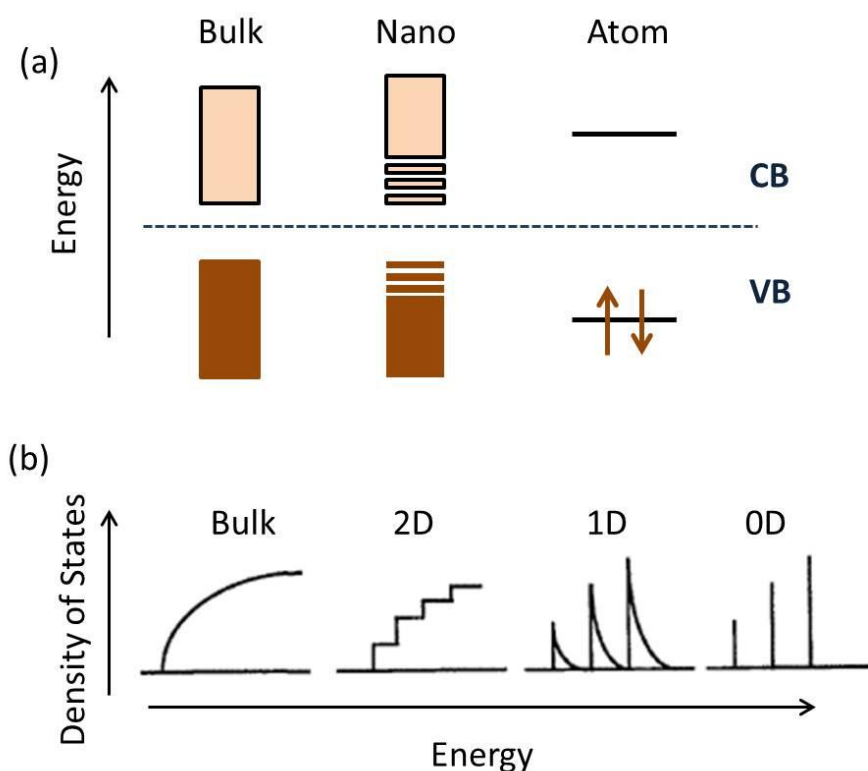 Bulk Nano Atom
(a)
Energy
CB
VB
(b)
Density of States
Bulk 2D 1D 0D
Energy